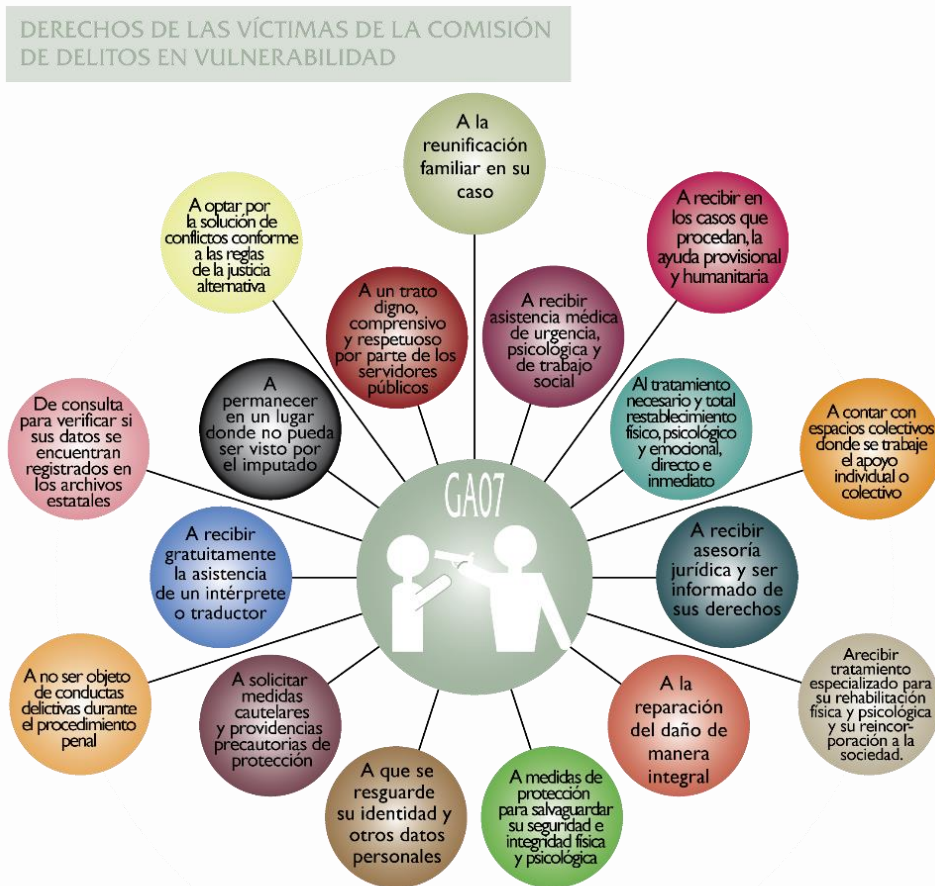 DERECHOS DE LAS VÍCTIMAS DE LA COMISIÓN
DE DELITOS EN VULNERABILIDAD
A la
reunificación
familiar en su
caso
A optar por
la solución de
conflictos conforme
a las reglas
de la justicia
alternativa
A recibir en
los casos que
procedan, la
ayuda provisional
y humanitaria
A un trato
digno,
comprensivo
y respetuoso
por parte de los
servidores
públicos
A recibir
asistencia médica
de urgencia,
psicológica y
de trabajo
social
De consulta
para verificar si
sus datos se
encuentran
registrados en
los archivos
estatales
A
permanecer
en un lugar
donde no pueda
ser visto por
el imputado
Al tratamiento
necesario y total
restablecimiento
físico, psicológico
y emocional,
directo e
inmediato
A contar con
espacios colectivos
donde se trabaje
el apoyo
individual o
colectivo
GA07
A recibir
gratuitamente
la asistencia
de un intérprete
o traductor
A recibir
asesoría
jurídica y ser
informado de
sus derechos
A no ser objeto
de conductas
delictivas durante
el procedimiento
penal
A solicitar
medidas
cautelares
y providencias
precautorias de
protección
A la
reparación
del daño de
manera
integral
Arecibir
tratamiento
especializado para
su rehabilitación
física y psicológica
y su reincor-
poración a la
sociedad.
A que se
resguarde
su identidad y
otros datos
personales
A medidas de
protección
para salvaguardar
su seguridad e
integridad física
y psicológica